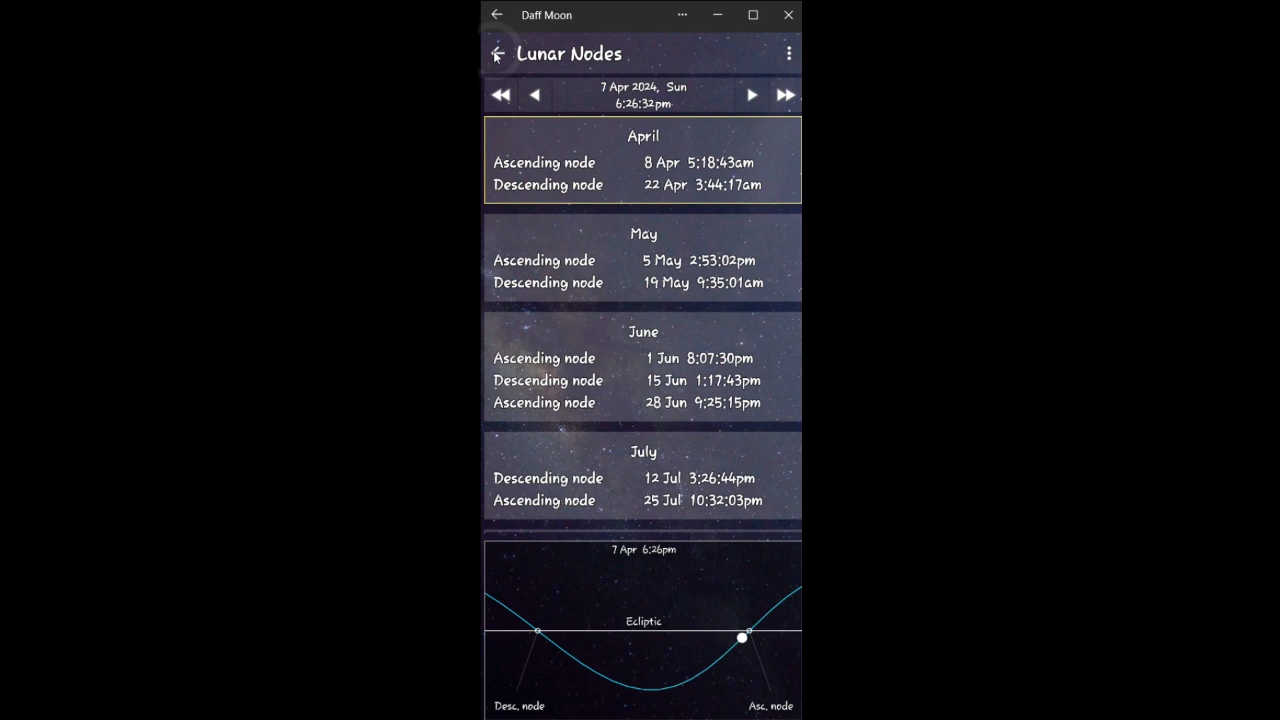 Daff Moon
Lunar Nodes
7 Apr 2024, Sun
6:26:32pm
April
Ascending node 8 Apr 5:18:43am
Descending node 22 Apr 3:44:17am
May
Ascending node 5 May 2:53:02pm
Descending node 19 May 9:35:01am
June
Ascending node 1 Jun 8:07:30pm
Descending node 15 Jun 1:17:43pm
Ascending node 28 Jun 9:25:15pm
July
Descending node 12 Jul 3:26:44pm
Ascending node 25 Jul 10:32:03pm
7 Apr 6:26pm
Ecliptic
Desc. node Asc. node